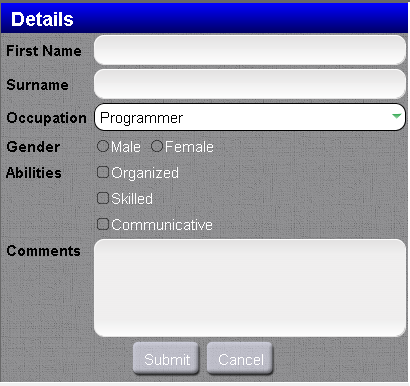 Details
First Name
Surname
Occupation Programmer
Gender Male Female
Abilities Organized
Skilled
Communicative
Comments
Submit Cancel